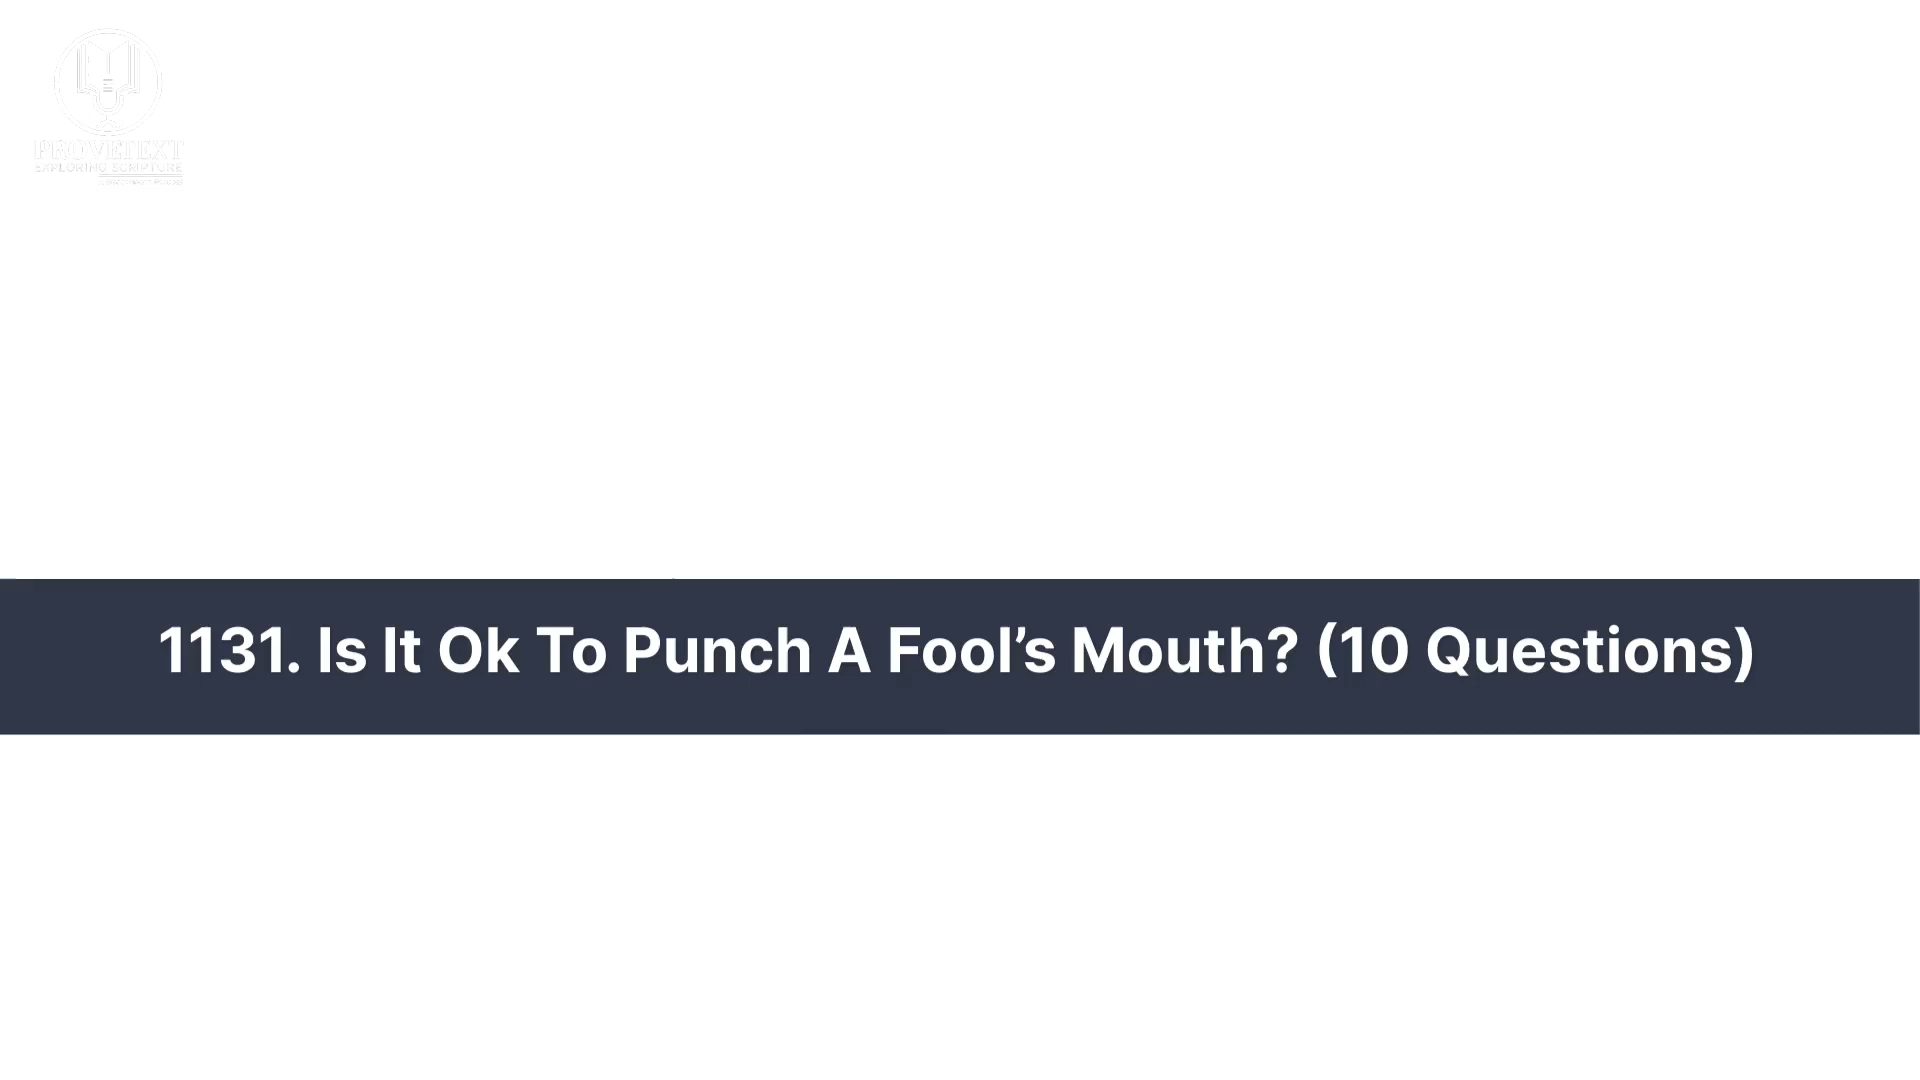 PROVETEXT
EXPLORING SCRIPTURE
1131. Is It Ok To Punch A Fool’s Mouth? (10 Questions)